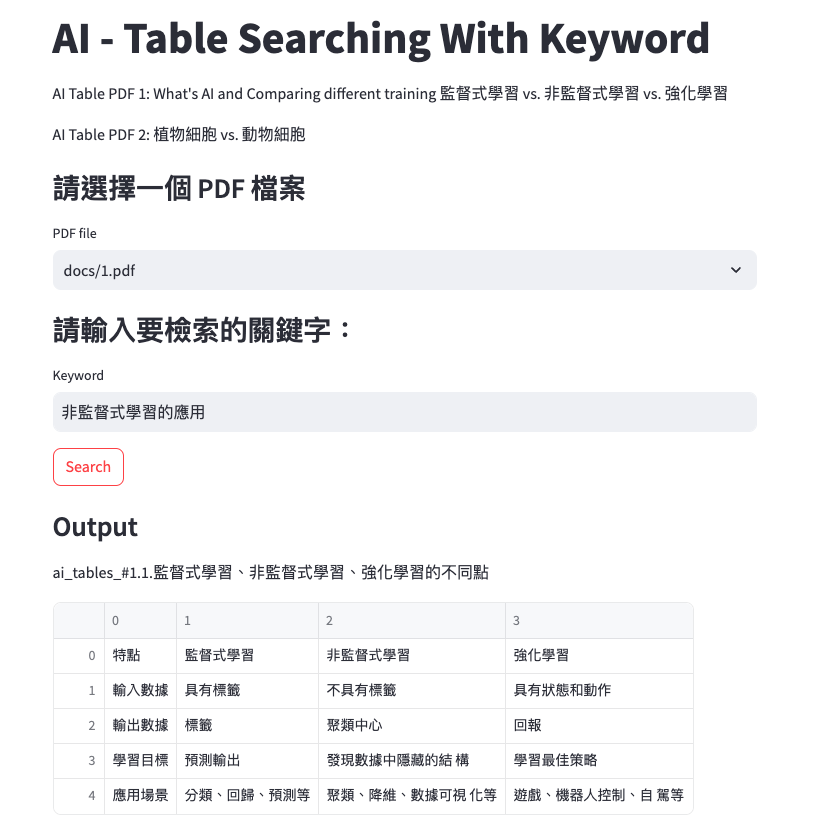 AI - Table Searching With Keyword
AI Table PDF 1: What's AI and Comparing different training 監督式學習 vs. 非監督式學習 vs. 強化學習
AI Table PDF 2: 植物細胞 vs. 動物細胞
請選擇一個 PDF 檔案
PDF file
docs/1.pdf
請輸入要檢索的關鍵字：
Keyword
非監督式學習的應用
Search
Output
ai_tables_#1.1.監督式學習、非監督式學習、強化學習的不同點
0 1 2 3
0 特點 監督式學習 非監督式學習 強化學習
1 輸入數據 具有標籤 不具有標籤 具有狀態和動作
2 輸出數據 標籤 聚類中心 回報
3 學習目標 預測輸出 發現數據中隱藏的結 構 學習最佳策略
4 應用場景 分類、回歸、預測等 聚類、降維、數據可視 化等 遊戲、機器人控制、自 駕等